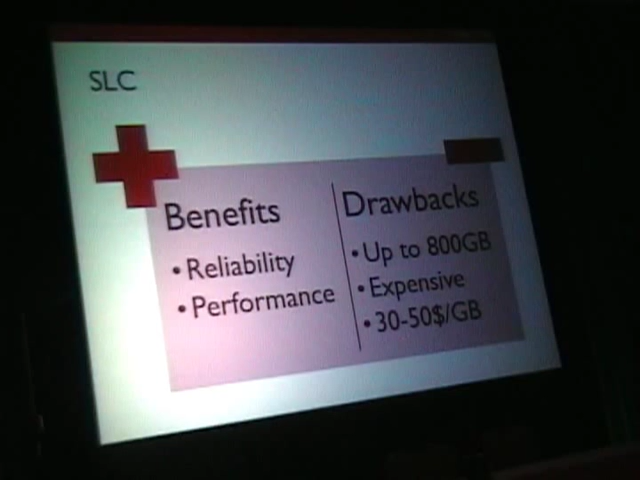 SLC
Benefits
• Reliability
• Performance
Drawbacks
• Up to 800GB
• Expensive
• 30-50$/GB